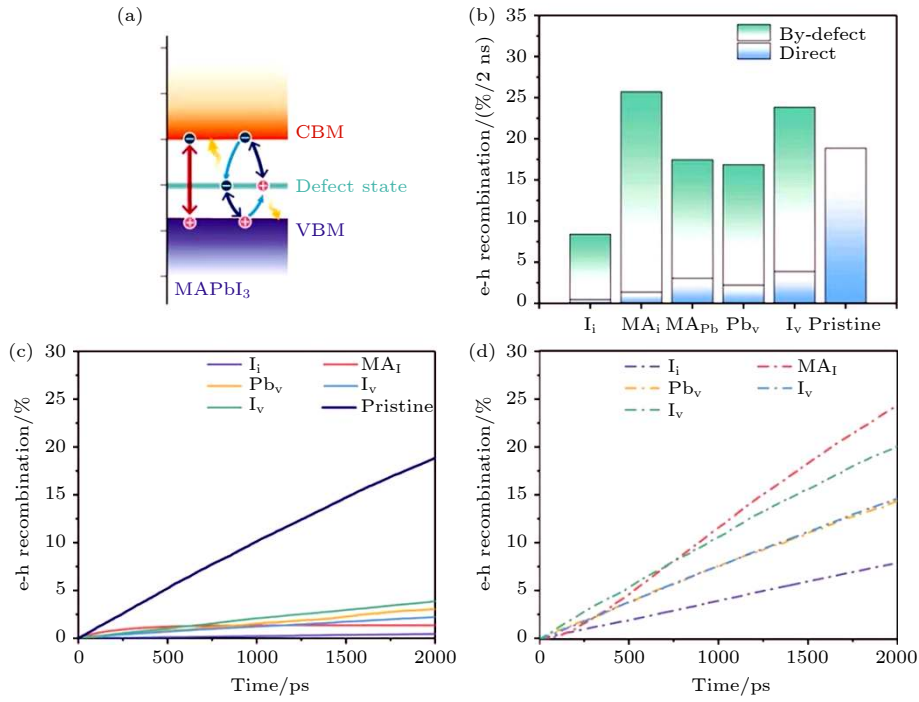 (a)
CBM
Defect state
VBM
MAPbI₃
(b)
e-h recombination/(%/2 ns)
35
30
25
20
15
10
5
0
By-defect
Direct
Iᵢ MAᵢ MA_Pb Pbᵥ Iᵥ Pristine
(c)
e-h recombination/%
30
25
20
15
10
5
0
Iᵢ MA_I
Pbᵥ Iᵥ
Iᵥ Pristine
0 500 1000 1500 2000
Time/ps
(d)
e-h recombination/%
30
25
20
15
10
5
0
Iᵢ MA_I
Pbᵥ Iᵥ
Iᵥ
0 500 1000 1500 2000
Time/ps